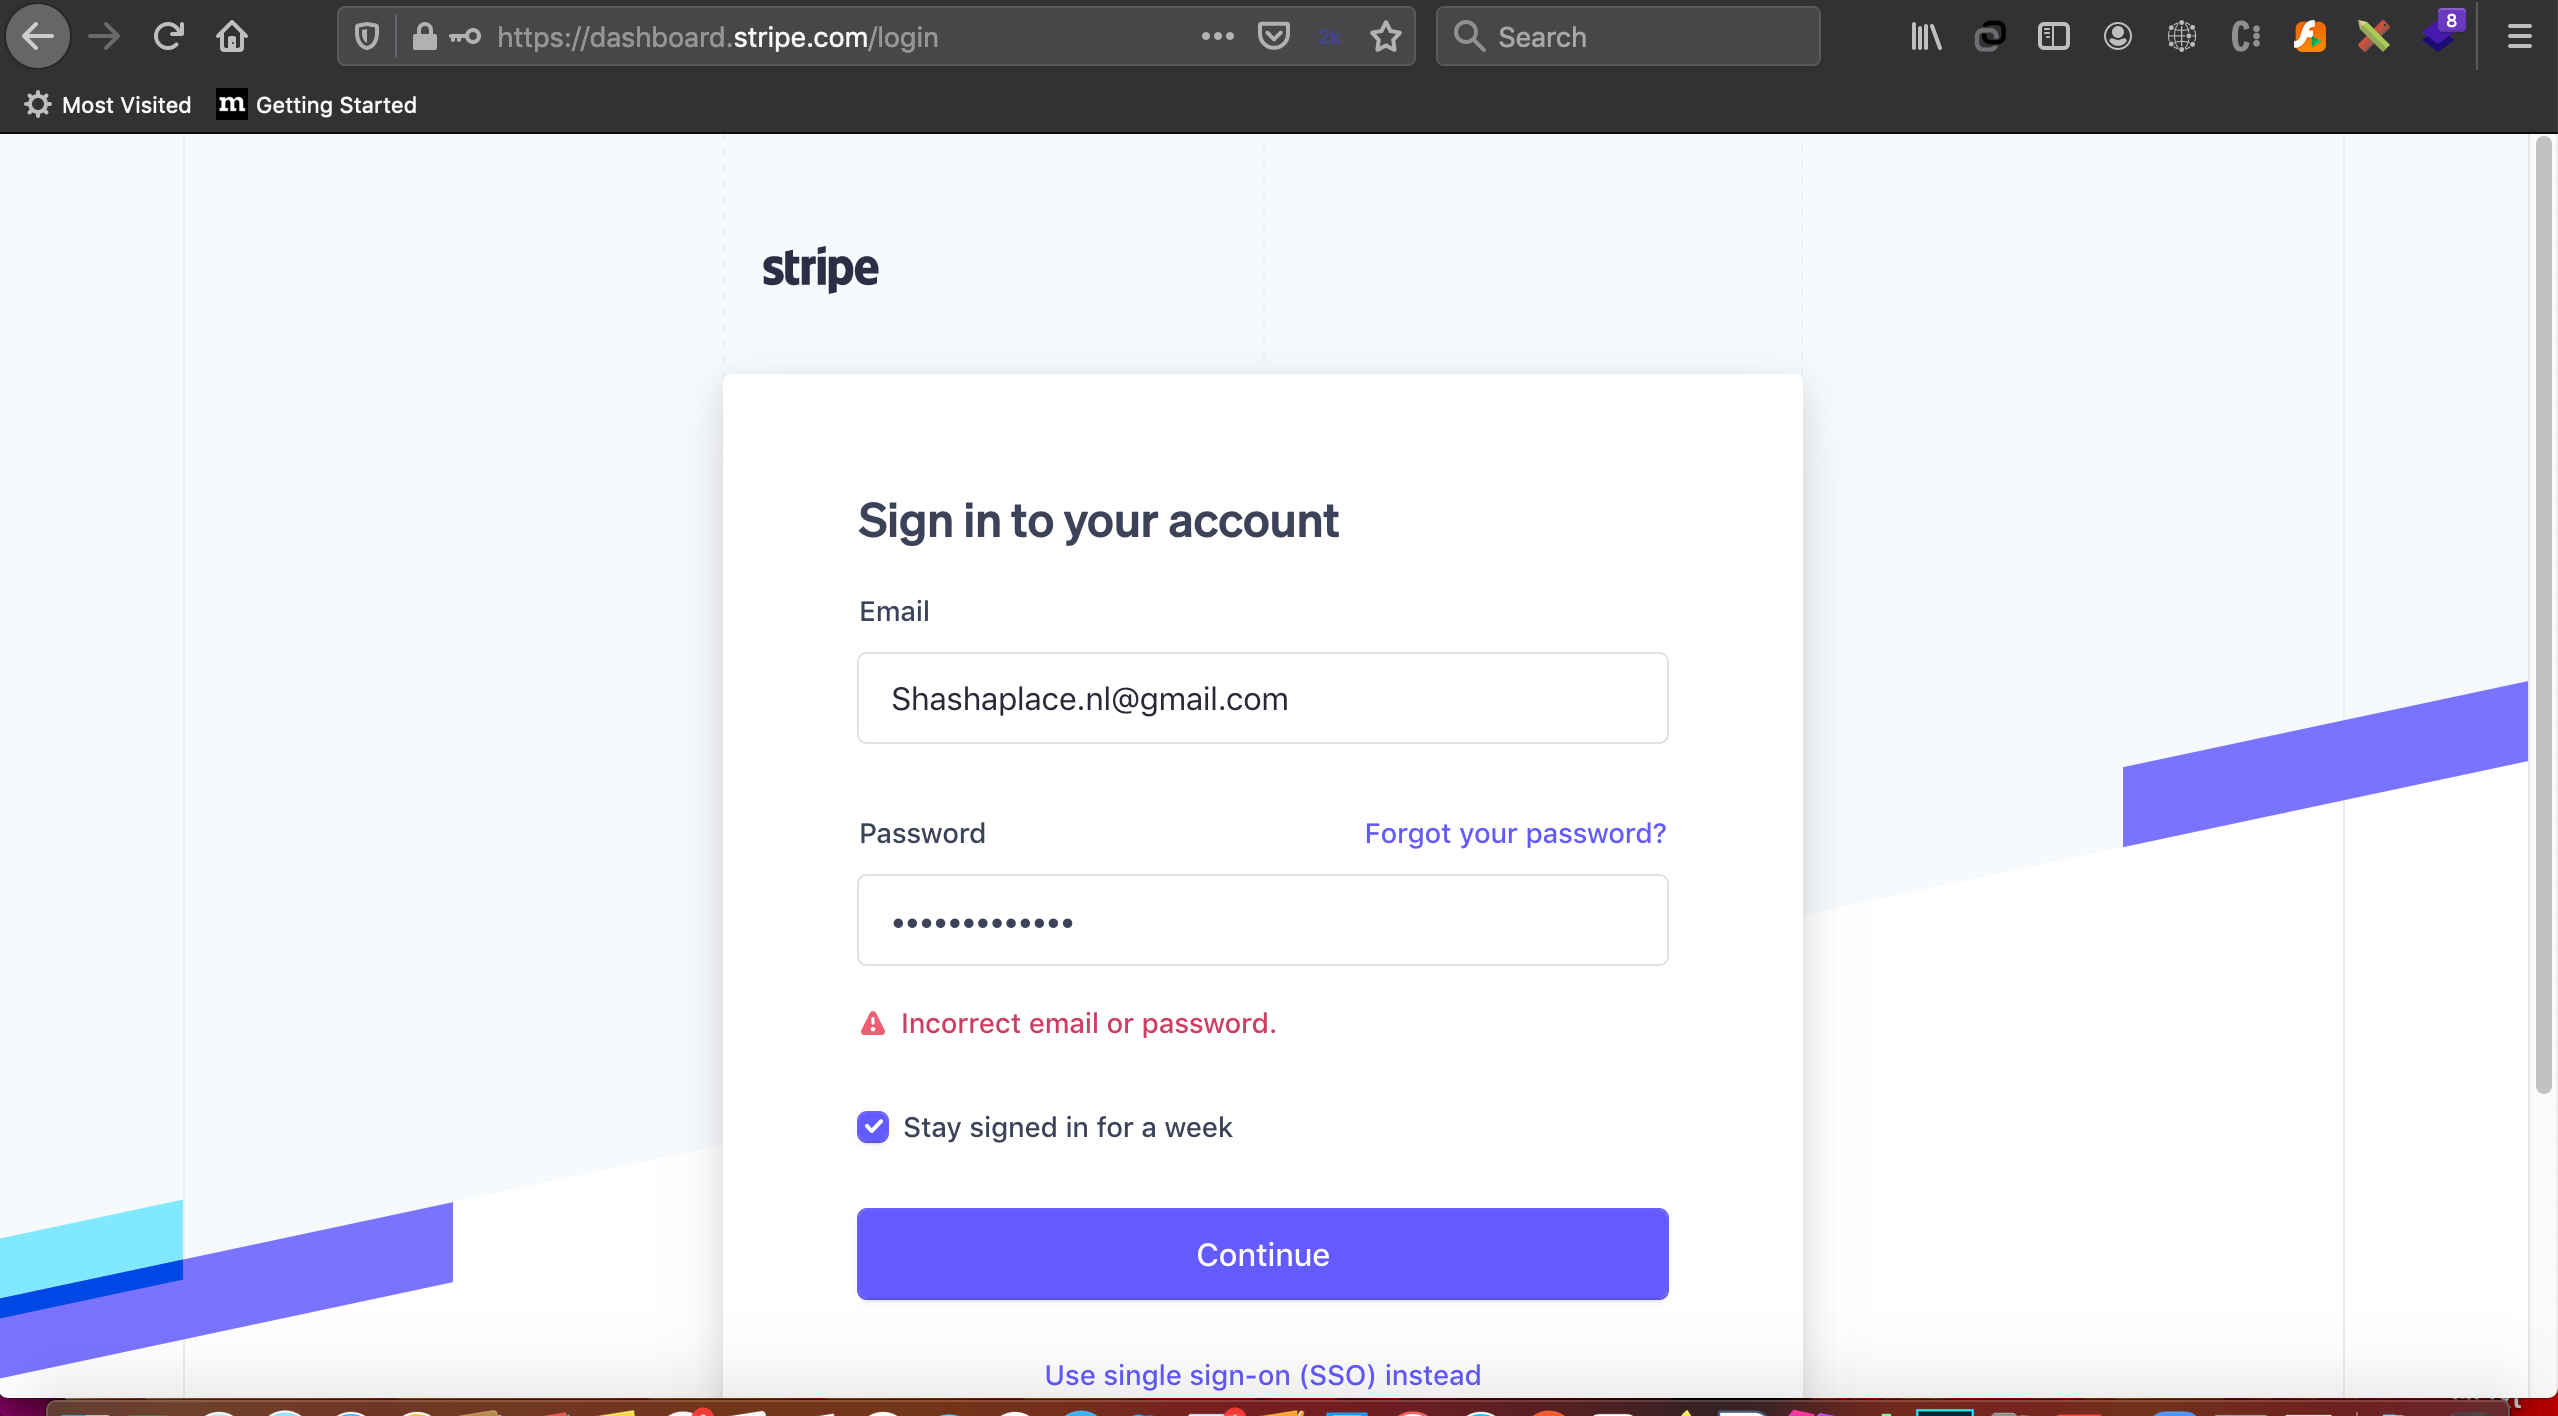 https://dashboard.stripe.com/login
Search
8
Most Visited
m Getting Started
stripe
Sign in to your account
Email
Shashaplace.nl@gmail.com
Password
Forgot your password?
Incorrect email or password.
Stay signed in for a week
Continue
Use single sign-on (SSO) instead